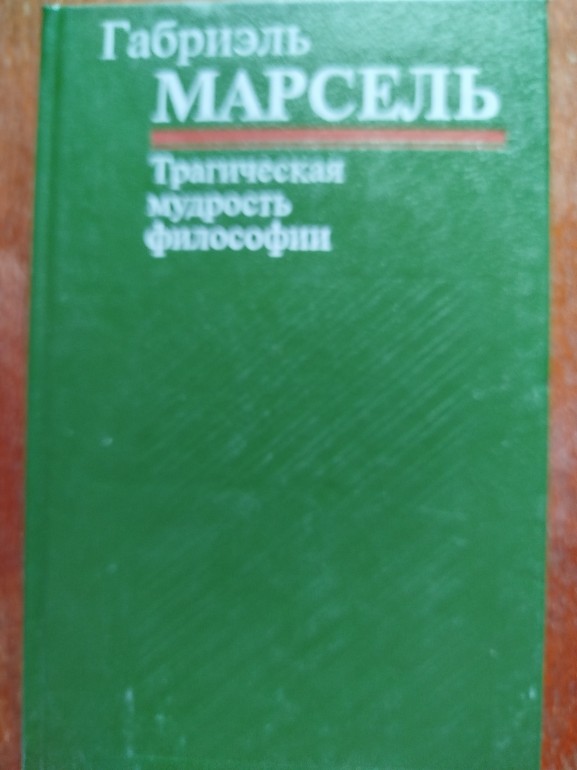 Габриэль
МАРСЕЛЬ
Трагическая
мудрость
философии